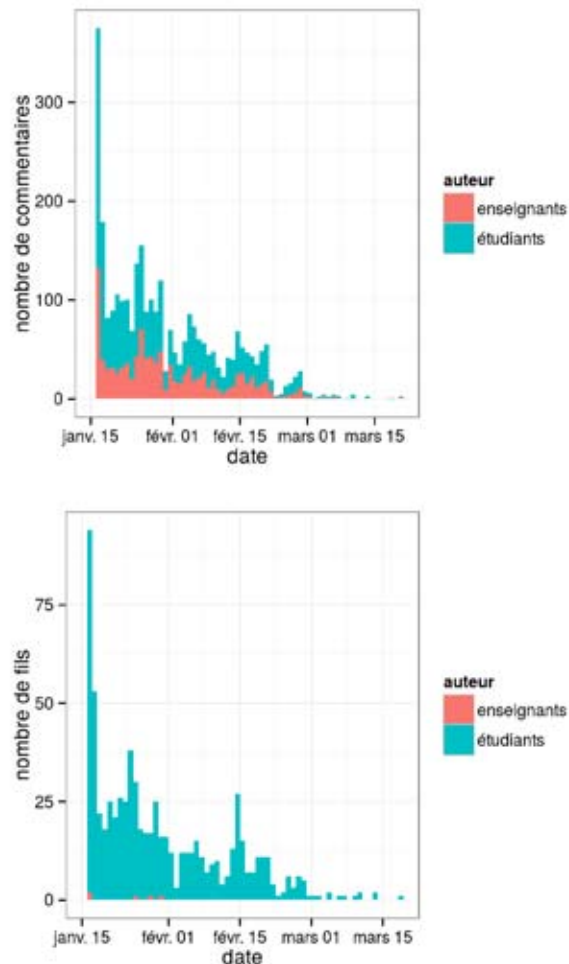 nombre de commentaires
300
200
100
0
janv. 15 févr. 01 févr. 15 mars 01 mars 15
date
auteur
enseignants
étudiants
nombre de fils
75
50
25
0
janv. 15 févr. 01 févr. 15 mars 01 mars 15
date
auteur
enseignants
étudiants